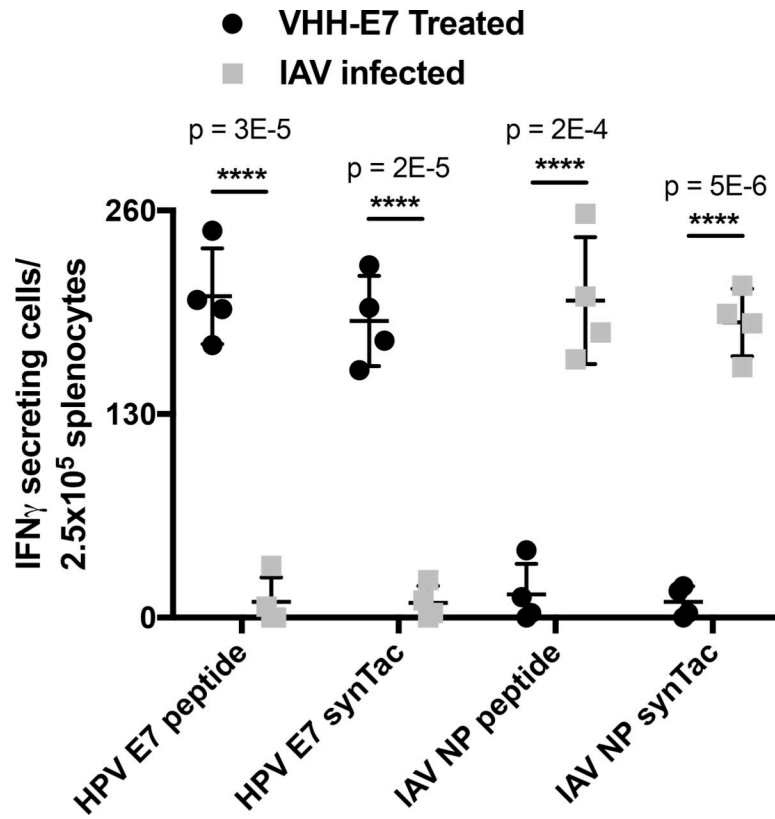 VHH-E7 Treated
IAV infected
p = 3E-5
****
p = 2E-5
****
p = 2E-4
****
p = 5E-6
****
IFNγ secreting cells/
2.5x10⁵ splenocytes
260
130
0
HPV E7 peptide
HPV E7 synTac
IAV NP peptide
IAV NP synTac